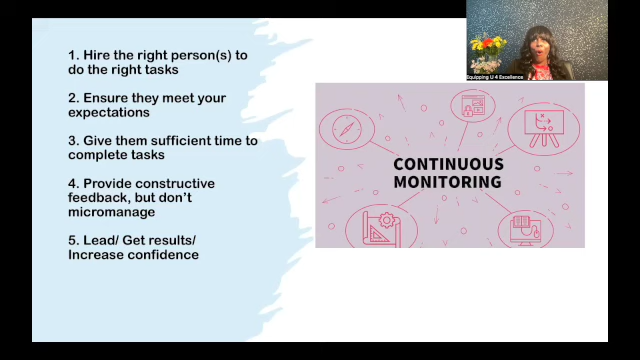 1. Hire the right person(s) to
do the right tasks
2. Ensure they meet your
expectations
3. Give them sufficient time to
complete tasks
4. Provide constructive
feedback, but don't
micromanage
5. Lead/ Get results/
Increase confidence
Equipping U 4 Excellence
CONTINUOUS
MONITORING